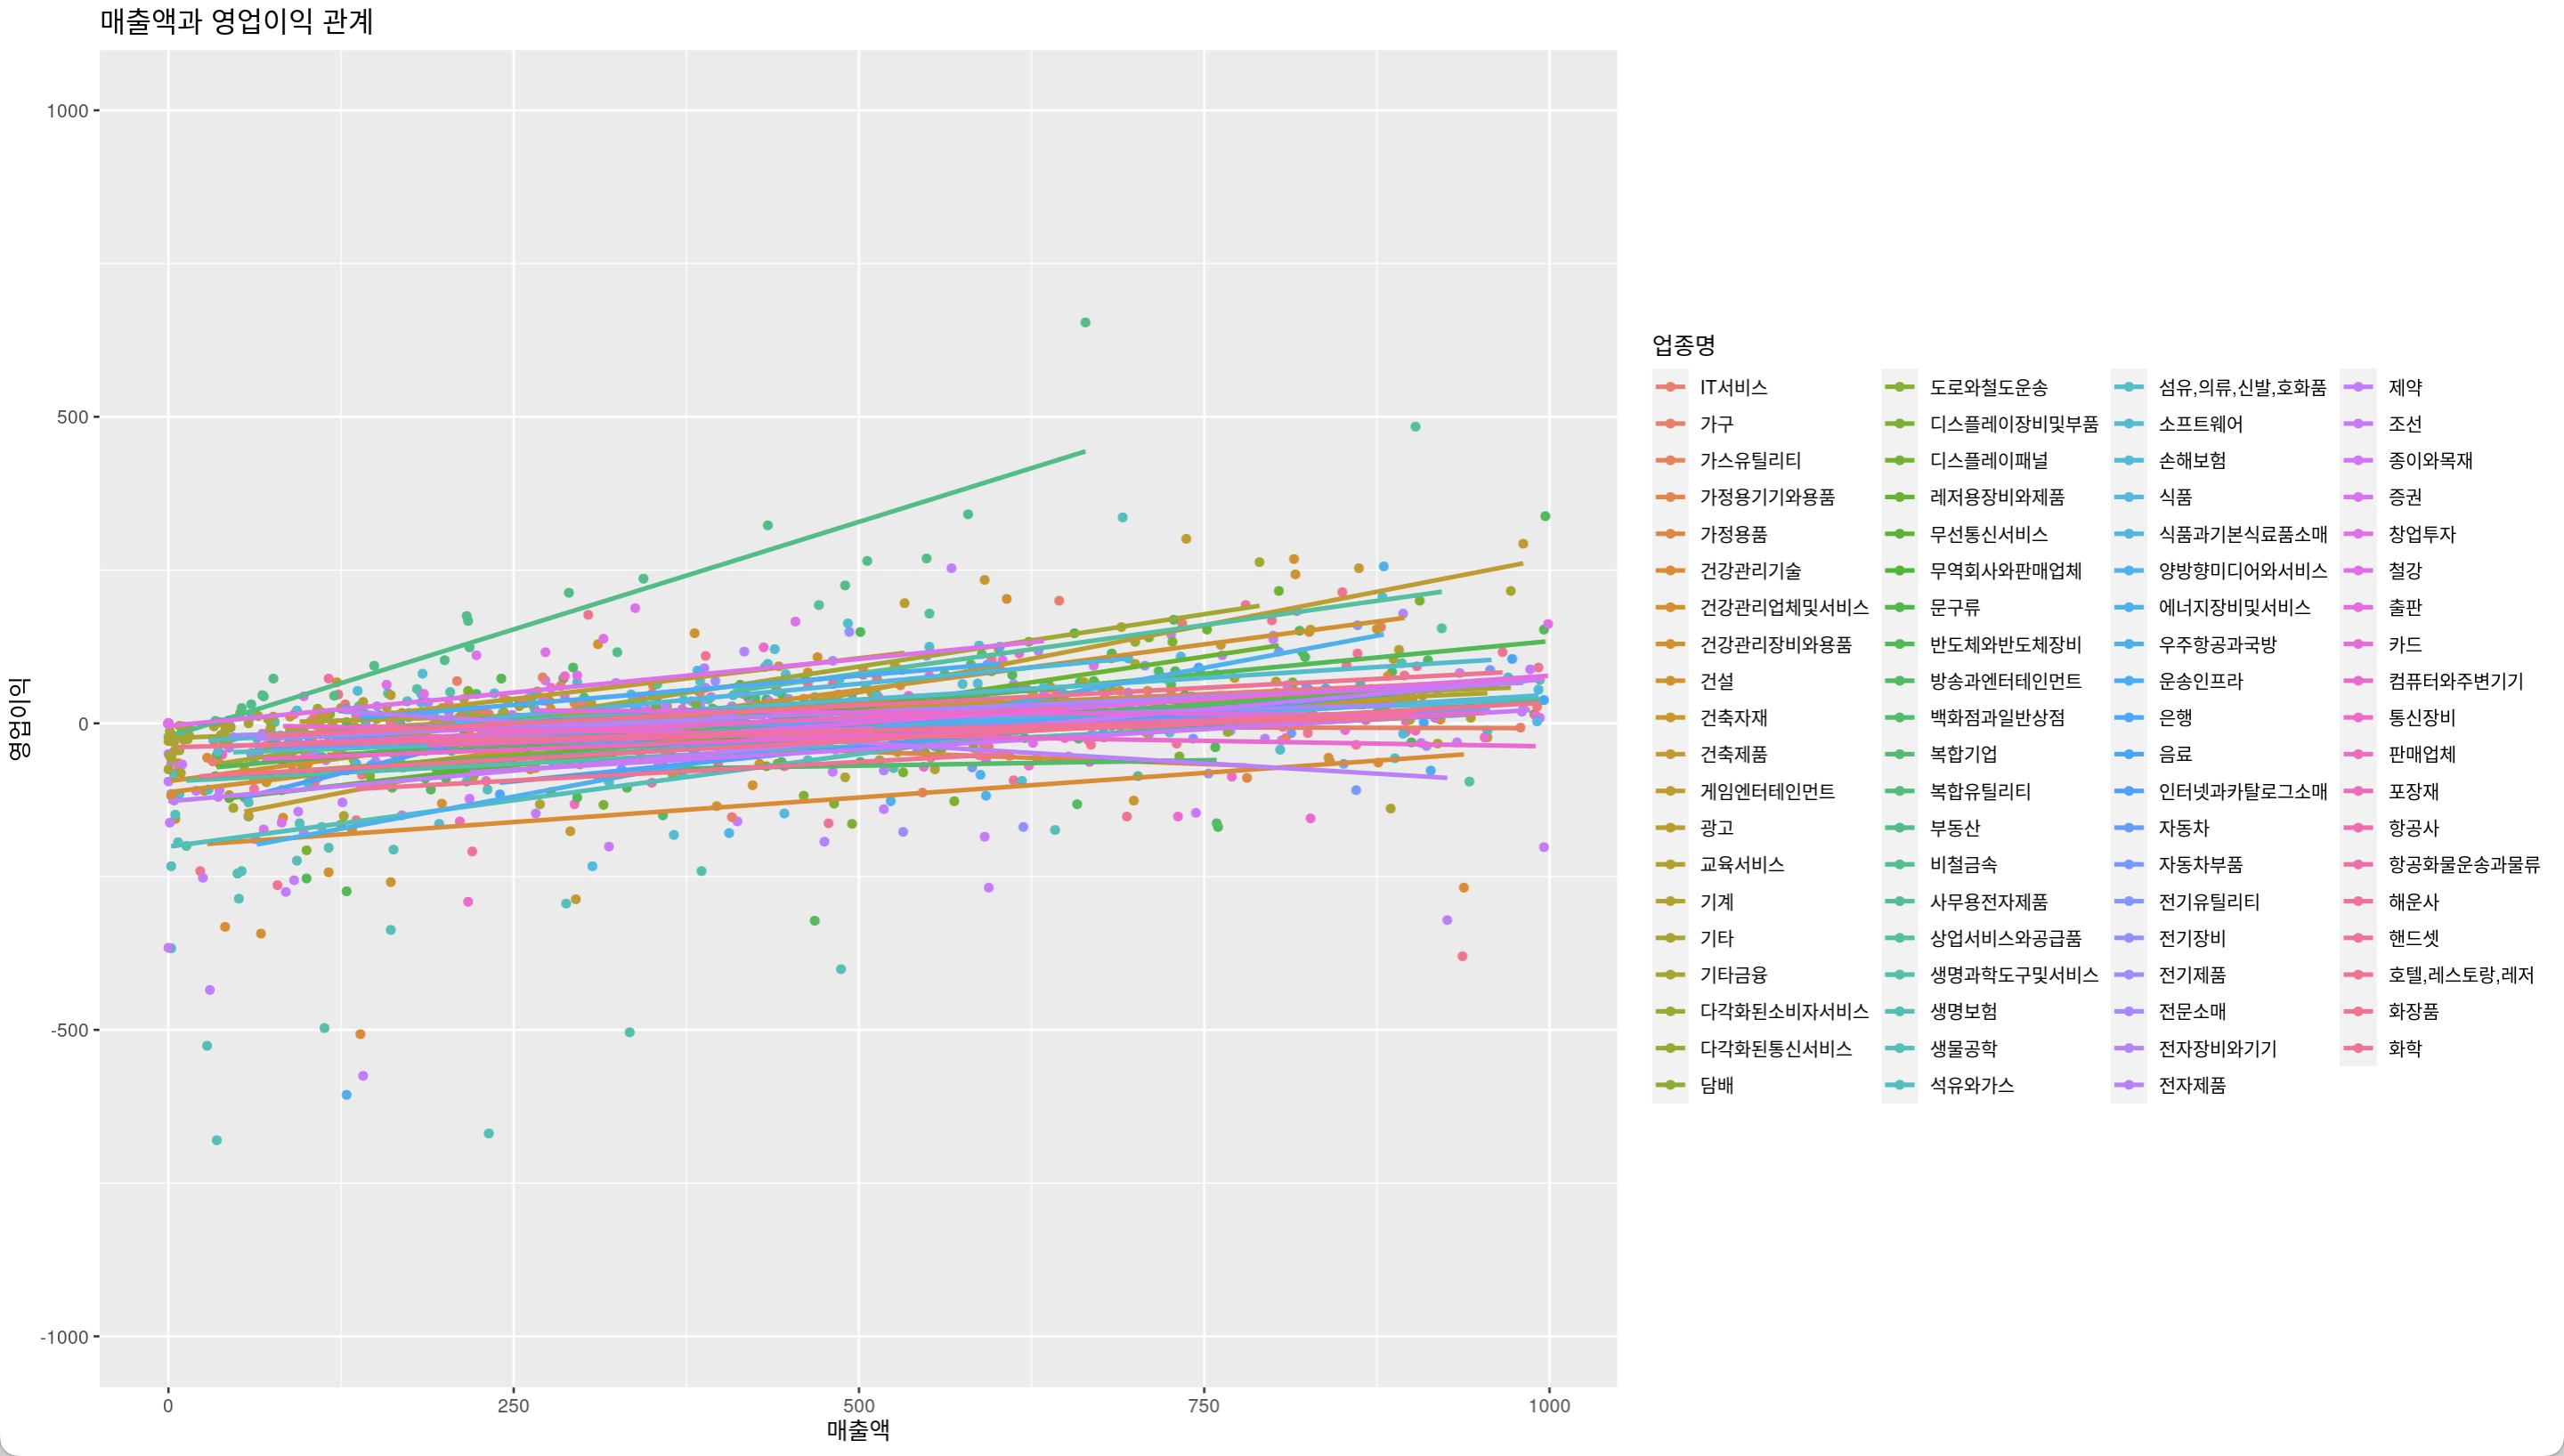 매출액과 영업이익 관계
1000
500
0
-500
-1000
영업이익
0
250
500
750
1000
매출액
업종명
IT서비스
가구
가스유틸리티
가정용기기와용품
가정용품
건강관리기술
건강관리업체및서비스
건강관리장비와용품
건설
건축자재
건축제품
게임엔터테인먼트
광고
교육서비스
기계
기타
기타금융
다각화된소비자서비스
다각화된통신서비스
담배
도로와철도운송
디스플레이장비및부품
디스플레이패널
레저용장비와제품
무선통신서비스
무역회사와판매업체
문구류
반도체와반도체장비
방송과엔터테인먼트
백화점과일반상점
복합기업
복합유틸리티
부동산
비철금속
사무용전자제품
상업서비스와공급품
생명과학도구및서비스
생명보험
생물공학
석유와가스
섬유,의류,신발,호화품
소프트웨어
손해보험
식품
식품과기본식료품소매
양방향미디어와서비스
에너지장비및서비스
우주항공과국방
운송인프라
은행
음료
인터넷과카탈로그소매
자동차
자동차부품
전기유틸리티
전기장비
전기제품
전문소매
전자장비와기기
전자제품
제약
조선
종이와목재
증권
창업투자
철강
출판
카드
컴퓨터와주변기기
통신장비
판매업체
포장재
항공사
항공화물운송과물류
해운사
핸드셋
호텔,레스토랑,레저
화장품
화학